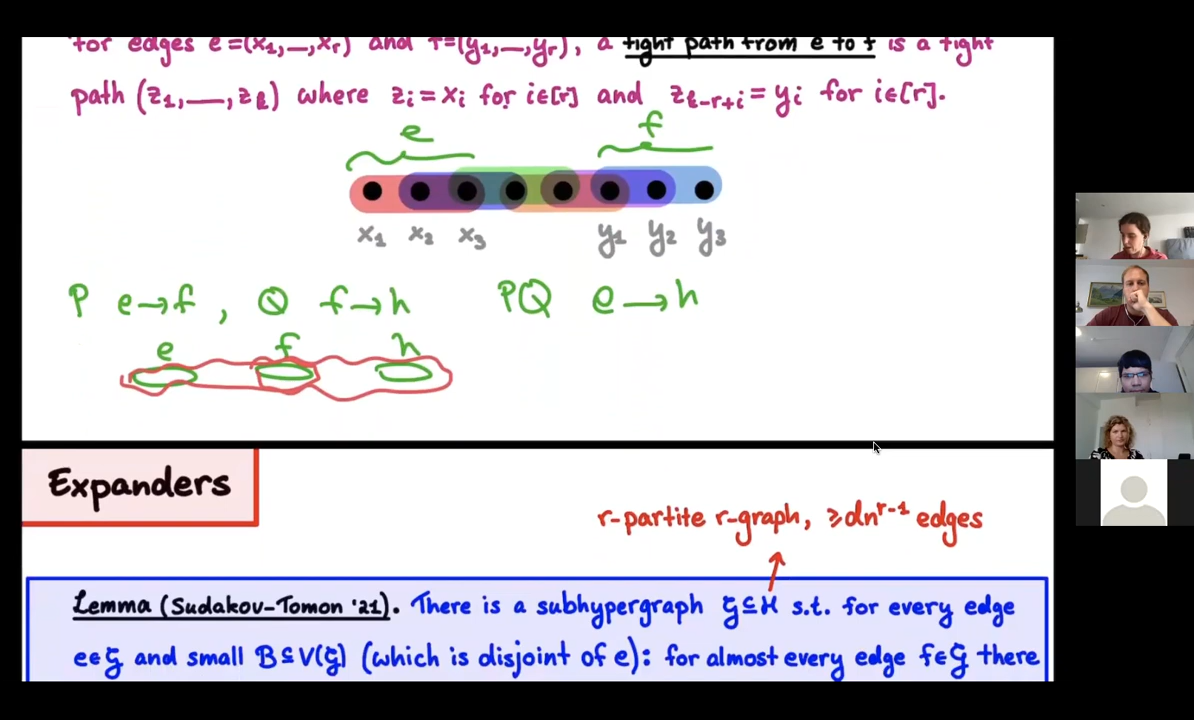 for edges e=(x₁,—,xᵣ) and f=(y₁,—,yᵣ), a tight path from e to f is a tight
path (z₁,—,z_ℓ) where zᵢ=xᵢ for i∈[r] and z_{ℓ-r+i}=yᵢ for i∈[r].
e f
x₁ x₂ x₃ y₁ y₂ y₃
P e→f , Q f→h PQ e→h
e f h
Expanders
r-partite r-graph, ≥dn^{r-1} edges
Lemma (Sudakov-Tomon '21). There is a subhypergraph G⊆H s.t. for every edge
e∈G and small B⊆V(G) (which is disjoint of e): for almost every edge f∈G there